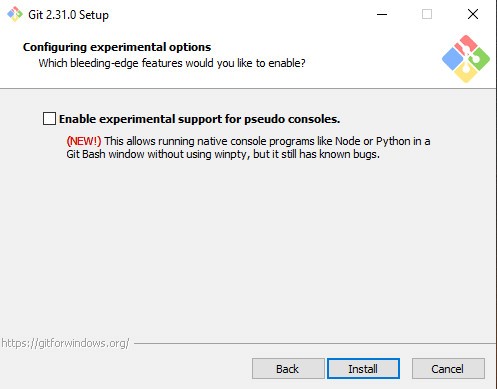 Git 2.31.0 Setup
Configuring experimental options
Which bleeding-edge features would you like to enable?
Enable experimental support for pseudo consoles.
(NEW!) This allows running native console programs like Node or Python in a
Git Bash window without using winpty, but it still has known bugs.
https://gitforwindows.org/
Back
Install
Cancel